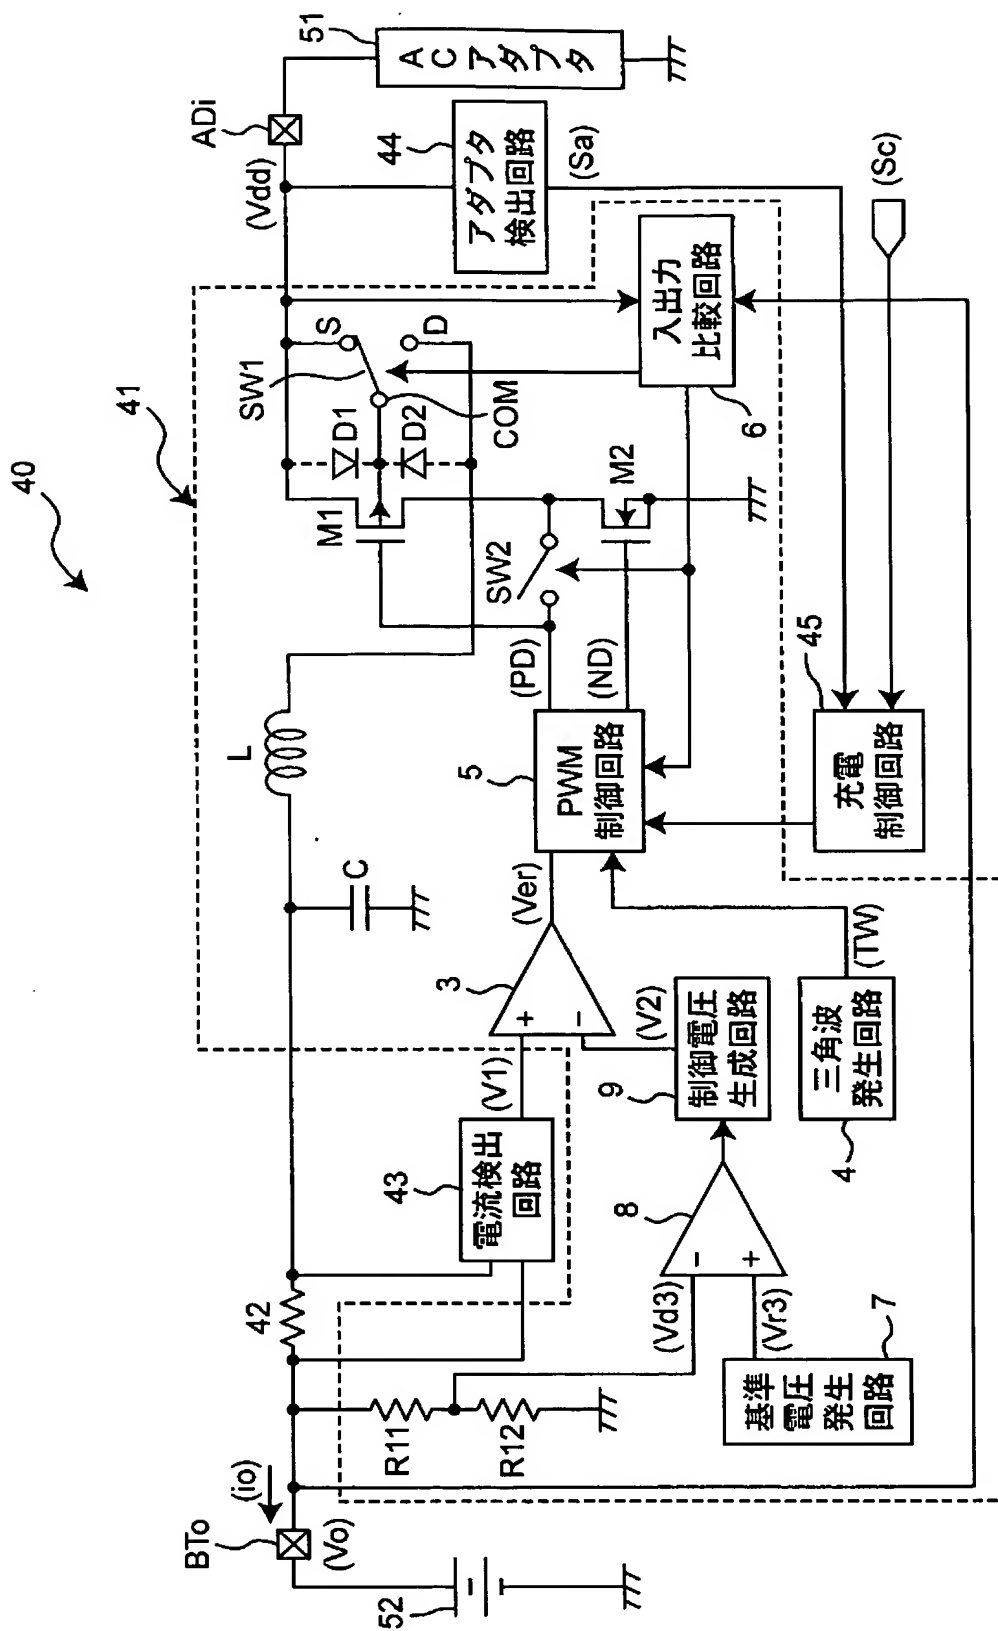 40
41
51
ACアダプタ
ADi
(Vdd)
44
アダプタ
検出回路
(Sa)
(Sc)
SW1
S
D
COM
D1
D2
M1
M2
SW2
入出力
比較回路
6
(PD)
(ND)
45
充電
制御回路
L
C
5
PWM
制御回路
(Ver)
3
+
−
(V1)
(V2)
(TW)
43
電流検出
回路
9
制御電圧
生成回路
三角波
発生回路
4
42
8
−
+
(Vd3)
(Vr3)
7
基準
電圧
発生
回路
R11
R12
(io)
BTo
(Vo)
52